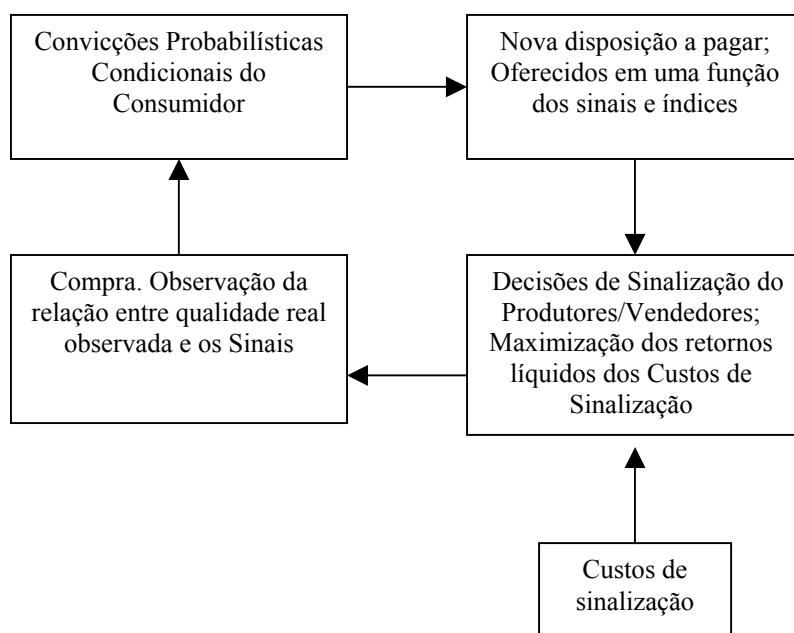 Convicções Probabilísticas
Condicionais do
Consumidor
Nova disposição a pagar;
Oferecidos em uma função
dos sinais e índices
Compra. Observação da
relação entre qualidade real
observada e os Sinais
Decisões de Sinalização do
Produtores/Vendedores;
Maximização dos retornos
líquidos dos Custos de
Sinalização
Custos de
sinalização